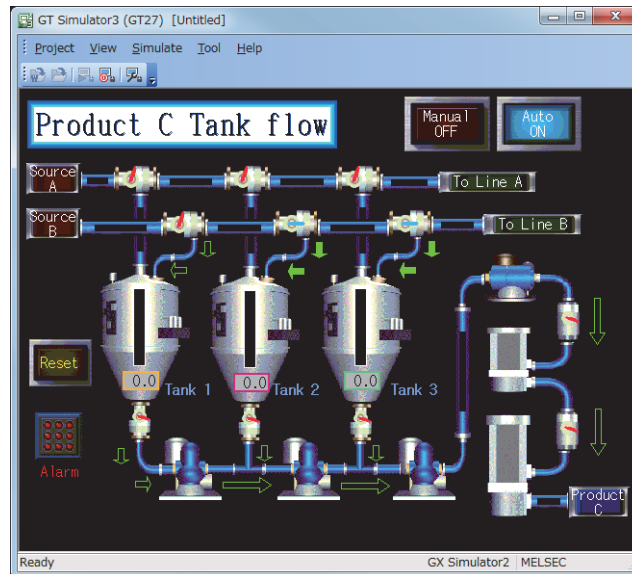 GT Simulator3 (GT27) [Untitled]
Project View Simulate Tool Help
Product C Tank flow
Manual
OFF
Auto
ON
Source
A
To Line A
Source
B
To Line B
Reset
0.0
Tank 1
0.0
Tank 2
0.0
Tank 3
Alarm
Product
C
Ready
GX Simulator2 MELSEC